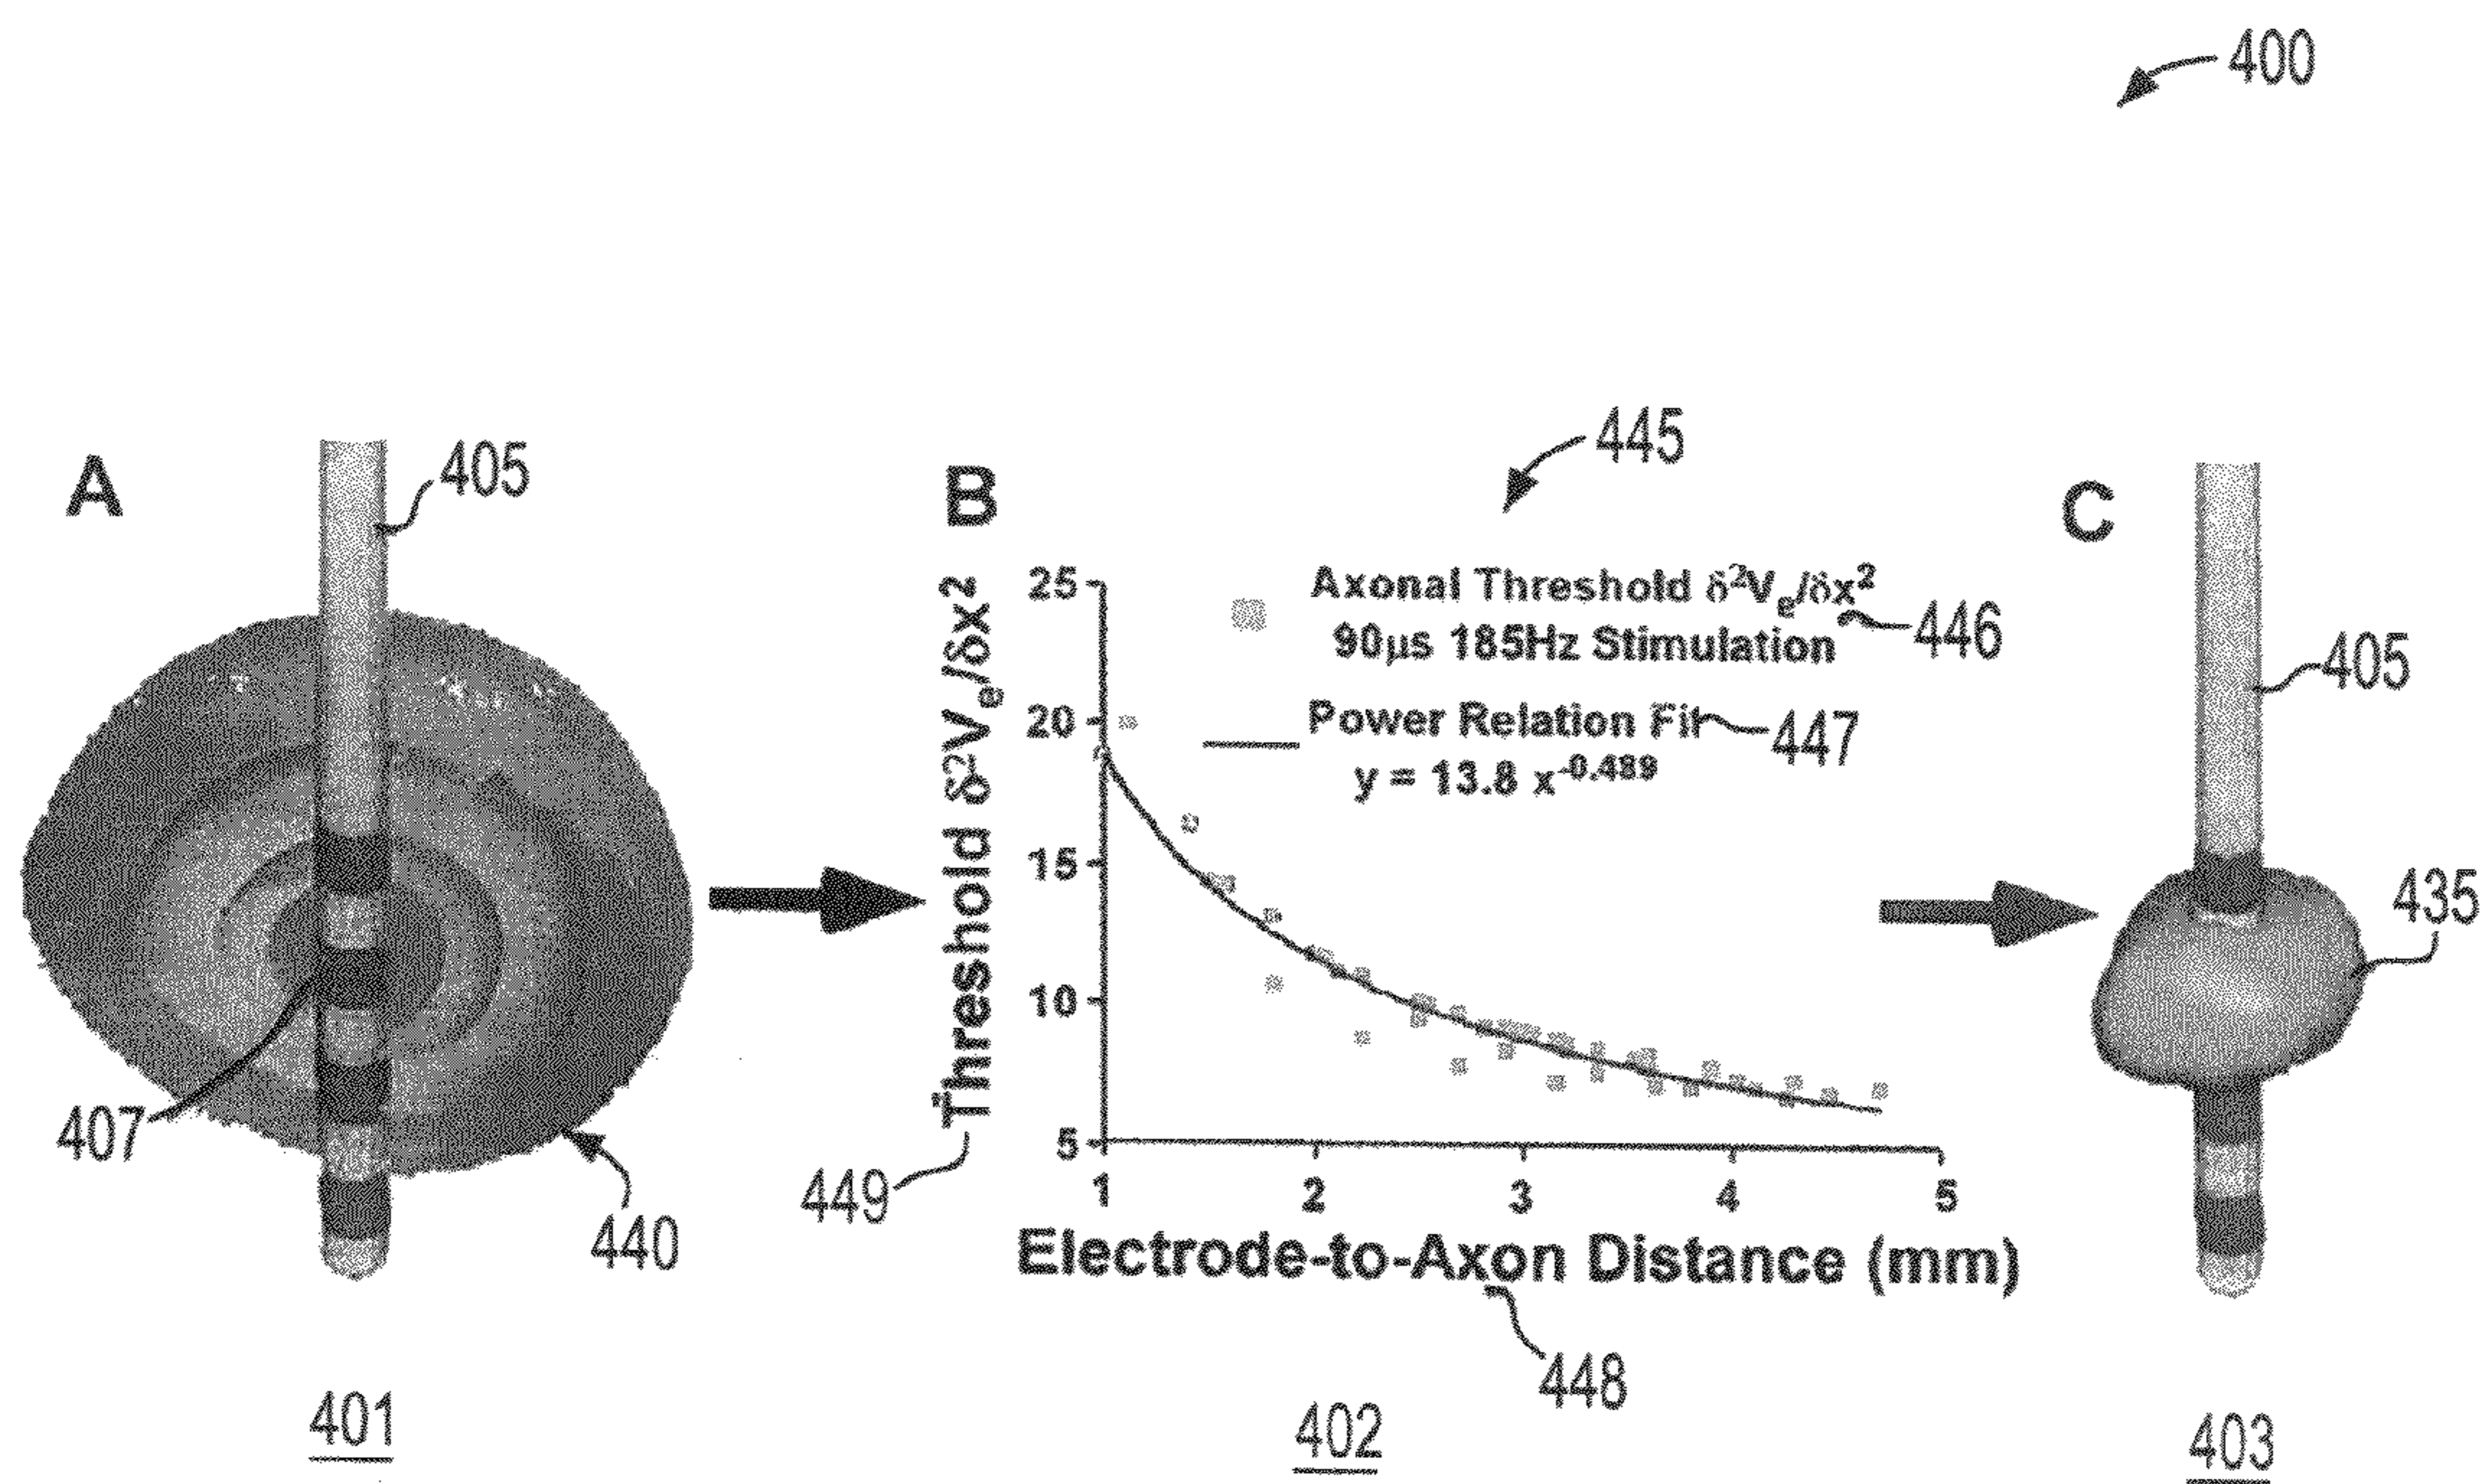 400
A
405
B
445
C
25
20
15
10
5
Threshold δ²Vₑ/δx²
449
Axonal Threshold δ²Vₑ/δx²
90µs 185Hz Stimulation
446
Power Relation Fit
447
y = 13.8 x⁻⁰·⁴⁸⁹
1 2 3 4 5
Electrode-to-Axon Distance (mm)
448
405
435
407
440
401
402
403